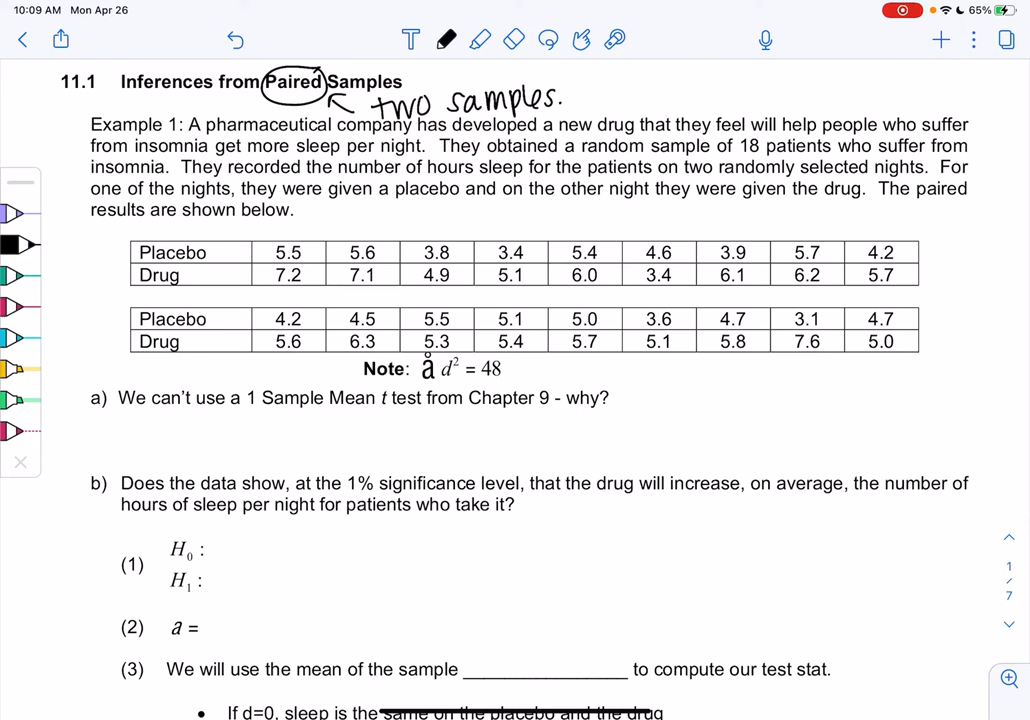 10:09 AM Mon Apr 26
65%
11.1 Inferences from Paired Samples
two samples.
Example 1: A pharmaceutical company has developed a new drug that they feel will help people who suffer
from insomnia get more sleep per night. They obtained a random sample of 18 patients who suffer from
insomnia. They recorded the number of hours sleep for the patients on two randomly selected nights. For
one of the nights, they were given a placebo and on the other night they were given the drug. The paired
results are shown below.
Placebo 5.5 5.6 3.8 3.4 5.4 4.6 3.9 5.7 4.2
Drug 7.2 7.1 4.9 5.1 6.0 3.4 6.1 6.2 5.7
Placebo 4.2 4.5 5.5 5.1 5.0 3.6 4.7 3.1 4.7
Drug 5.6 6.3 5.3 5.4 5.7 5.1 5.8 7.6 5.0
Note: å d² = 48
a) We can't use a 1 Sample Mean t test from Chapter 9 - why?
b) Does the data show, at the 1% significance level, that the drug will increase, on average, the number of
hours of sleep per night for patients who take it?
(1) H₀ :
H₁ :
(2) a =
(3) We will use the mean of the sample ______________ to compute our test stat.
• If d=0, sleep is the same on the placebo and the drug
1
/
7